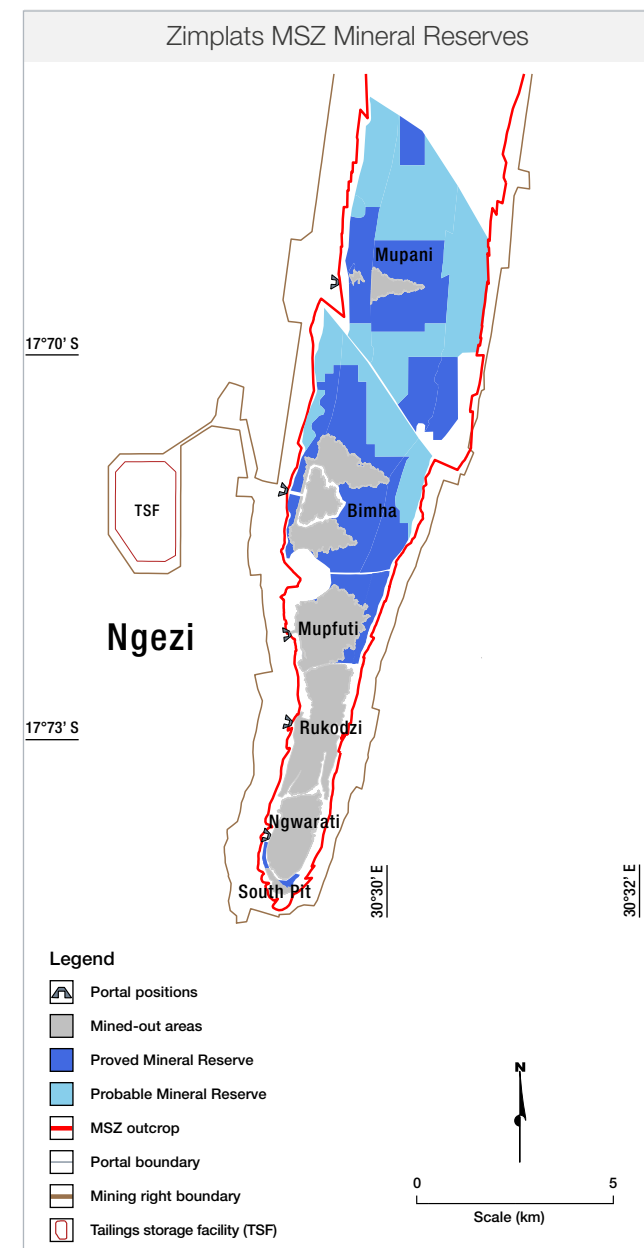 Zimplats MSZ Mineral Reserves
Mupani
17°70' S
TSF
Bimha
Ngezi
Mupfuti
17°73' S
Rukodzi
Ngwarati
South Pit
30°30' E
30°32' E
Legend
Portal positions
Mined-out areas
Proved Mineral Reserve
Probable Mineral Reserve
MSZ outcrop
Portal boundary
Mining right boundary
Tailings storage facility (TSF)
N
0 5
Scale (km)